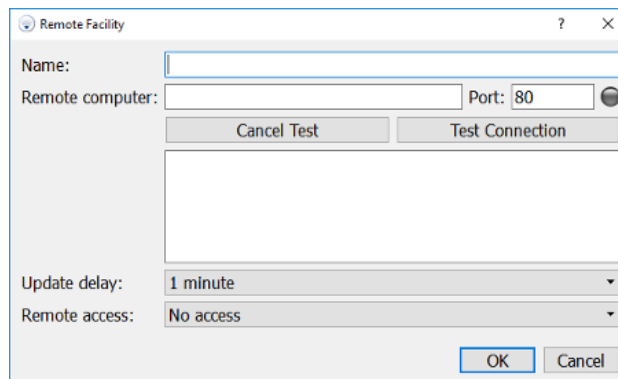 Remote Facility ? ×
Name:
Remote computer: Port: 80
Cancel Test Test Connection
Update delay: 1 minute
Remote access: No access
OK Cancel